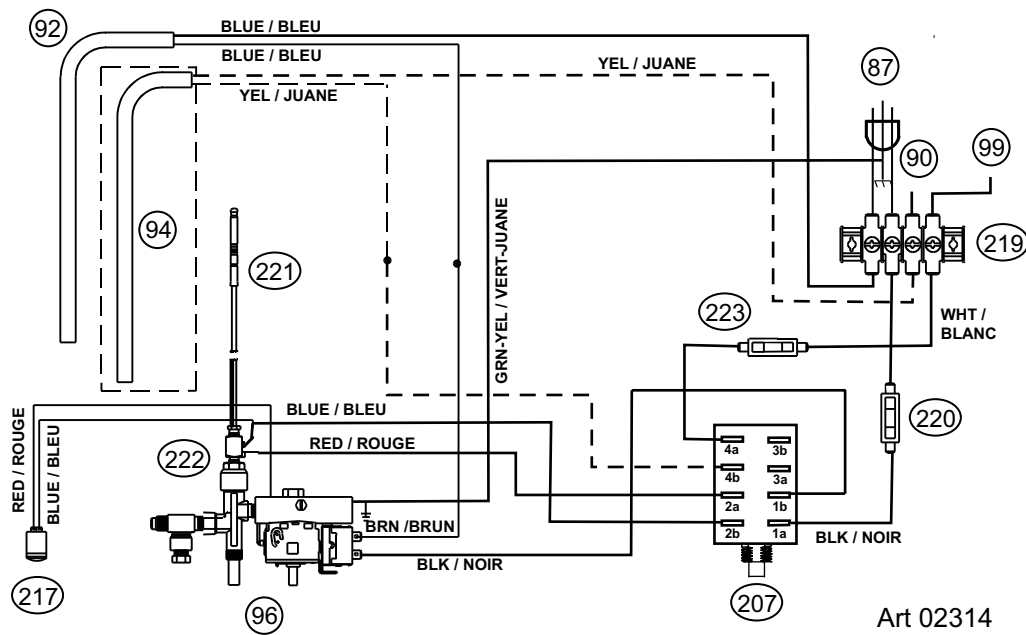 92
BLUE / BLEU
BLUE / BLEU
YEL / JUANE
YEL / JUANE
87
90
99
94
221
219
GRN-YEL / VERT-JUANE
223
WHT /
BLANC
220
RED / ROUGE
BLUE / BLEU
BLUE / BLEU
RED / ROUGE
222
4a
3b
4b
3a
2a
1b
2b
1a
BRN /BRUN
BLK / NOIR
BLK / NOIR
217
96
207
Art 02314